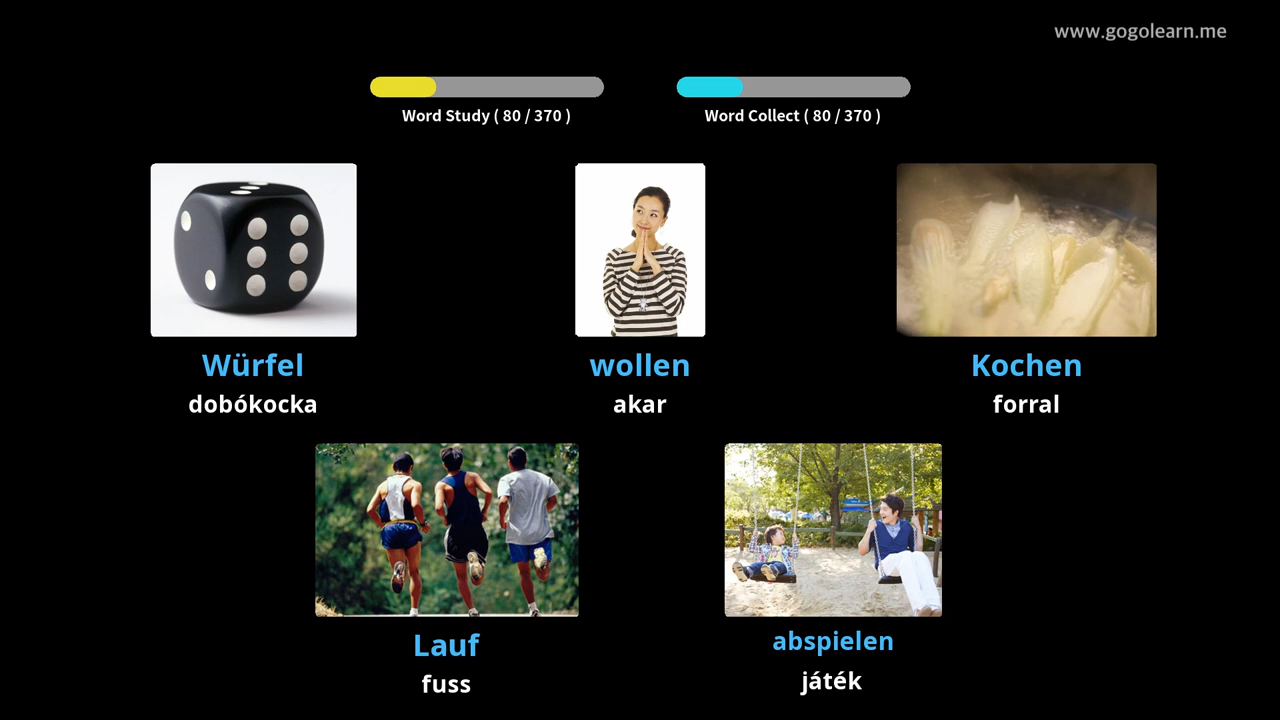 www.gogolearn.me
Word Study ( 80 / 370 )
Word Collect ( 80 / 370 )
Würfel
dobókocka
wollen
akar
Kochen
forral
Lauf
fuss
abspielen
játék